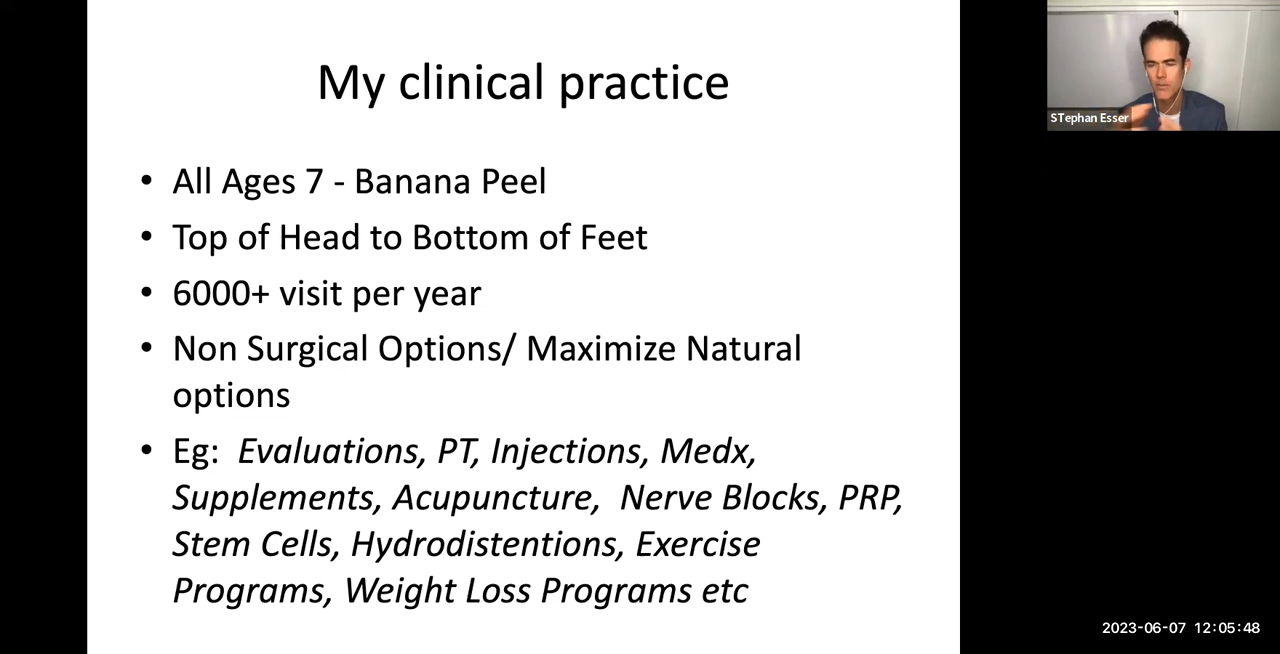 My clinical practice
STephan Esser
• All Ages 7 - Banana Peel
• Top of Head to Bottom of Feet
• 6000+ visit per year
• Non Surgical Options/ Maximize Natural
options
• Eg:  Evaluations, PT, Injections, Medx,
Supplements, Acupuncture,  Nerve Blocks, PRP,
Stem Cells, Hydrodistentions, Exercise
Programs, Weight Loss Programs etc
2023-06-07 12:05:48